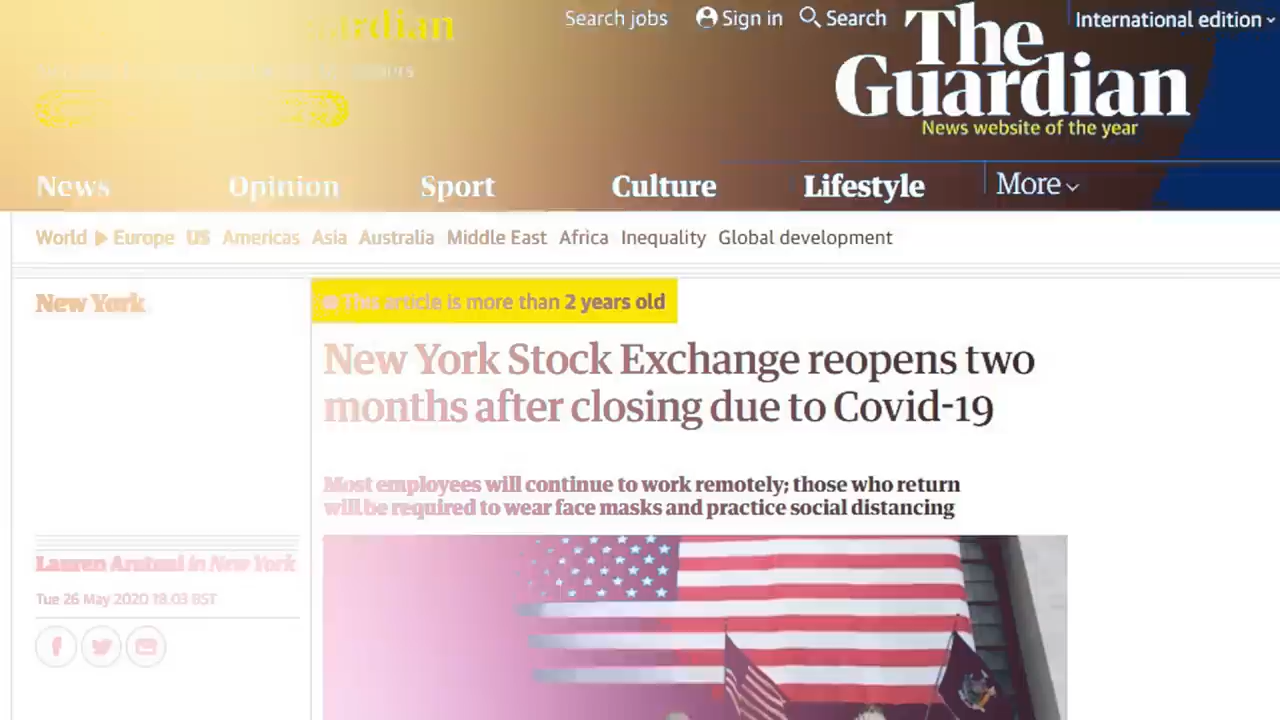 Search jobs
Sign in
Search
International edition
The
Guardian
News website of the year
News
Opinion
Sport
Culture
Lifestyle
More
World
Europe
US
Americas
Asia
Australia
Middle East
Africa
Inequality
Global development
New York
This article is more than 2 years old
New York Stock Exchange reopens two
months after closing due to Covid-19
Most employees will continue to work remotely; those who return
will be required to wear face masks and practice social distancing
in New York
Tue 26 May 2020 18.03 BST